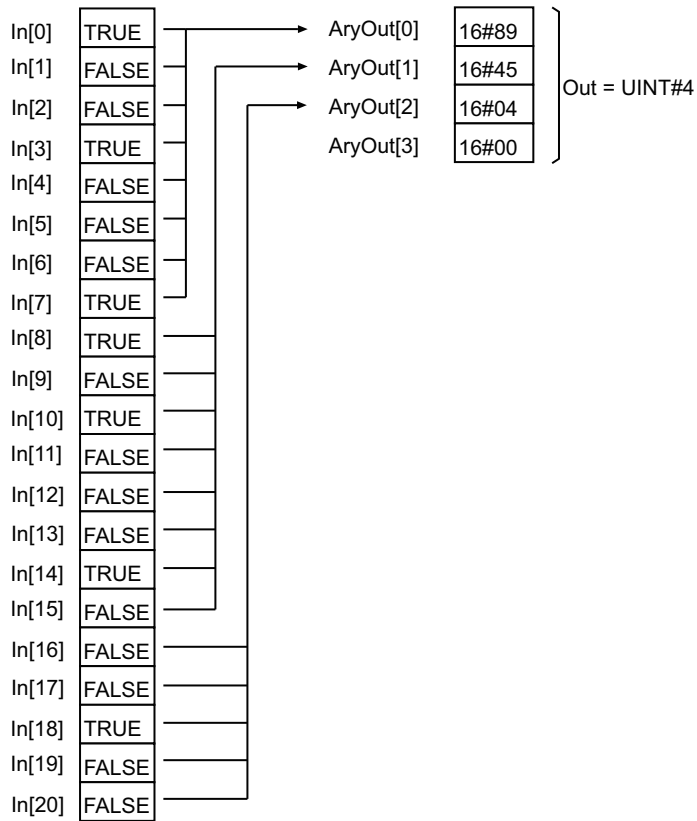 In[0] TRUE AryOut[0] 16#89
In[1] FALSE AryOut[1] 16#45
Out = UINT#4
In[2] FALSE AryOut[2] 16#04
In[3] TRUE AryOut[3] 16#00
In[4] FALSE
In[5] FALSE
In[6] FALSE
In[7] TRUE
In[8] TRUE
In[9] FALSE
In[10] TRUE
In[11] FALSE
In[12] FALSE
In[13] FALSE
In[14] TRUE
In[15] FALSE
In[16] FALSE
In[17] FALSE
In[18] TRUE
In[19] FALSE
In[20] FALSE